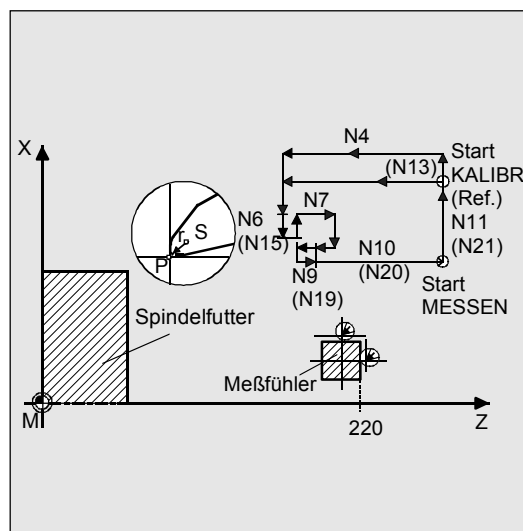 X
N4
Start
(N13)
KALIBR
N7
(Ref.)
N6
(N15)
N11
(N21)
r
S
P
N10
(N20)
N9
(N19)
Start
MESSEN
Spindelfutter
Meßfühler
M
220
Z